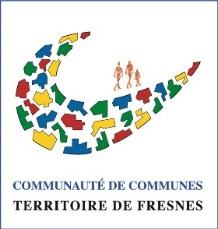 COMMUNAUTÉ DE COMMUNES
TERRITOIRE DE FRESNES